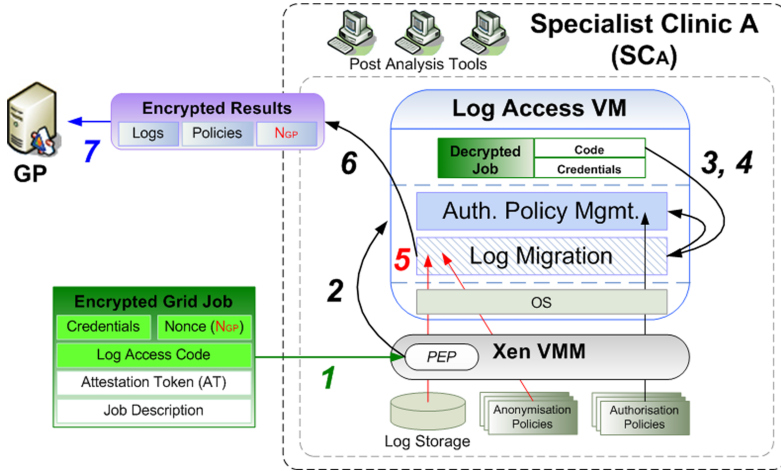 Specialist Clinic A
(SCA)
Post Analysis Tools
Encrypted Results
Logs
Policies
NGP
7
GP
Log Access VM
Decrypted
Job
Code
Credentials
3, 4
6
Auth. Policy Mgmt.
5
Log Migration
2
OS
Encrypted Grid Job
Credentials
Nonce (NGP)
Log Access Code
Attestation Token (AT)
Job Description
1
PEP
Xen VMM
Log Storage
Anonymisation
Policies
Authorisation
Policies